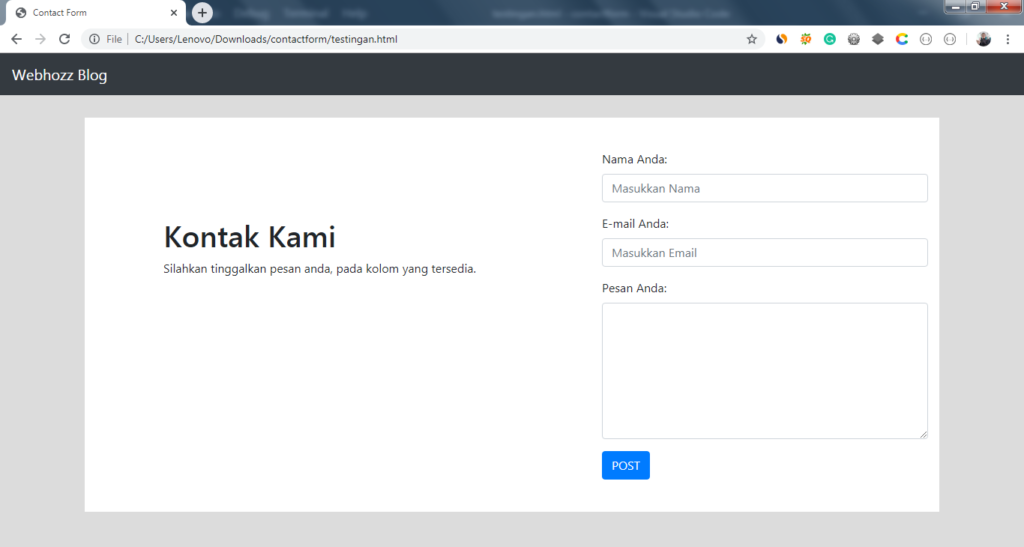 Contact Form
File
C:/Users/Lenovo/Downloads/contactform/testingan.html
Webhozz Blog
Kontak Kami
Silahkan tinggalkan pesan anda, pada kolom yang tersedia.
Nama Anda:
Masukkan Nama
E-mail Anda:
Masukkan Email
Pesan Anda:
POST